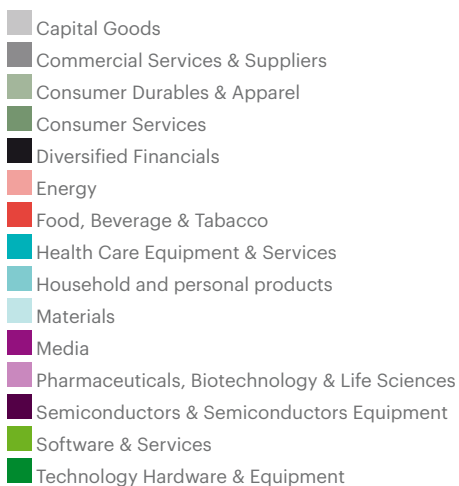 Capital Goods
Commercial Services & Suppliers
Consumer Durables & Apparel
Consumer Services
Diversified Financials
Energy
Food, Beverage & Tabacco
Health Care Equipment & Services
Household and personal products
Materials
Media
Pharmaceuticals, Biotechnology & Life Sciences
Semiconductors & Semiconductors Equipment
Software & Services
Technology Hardware & Equipment